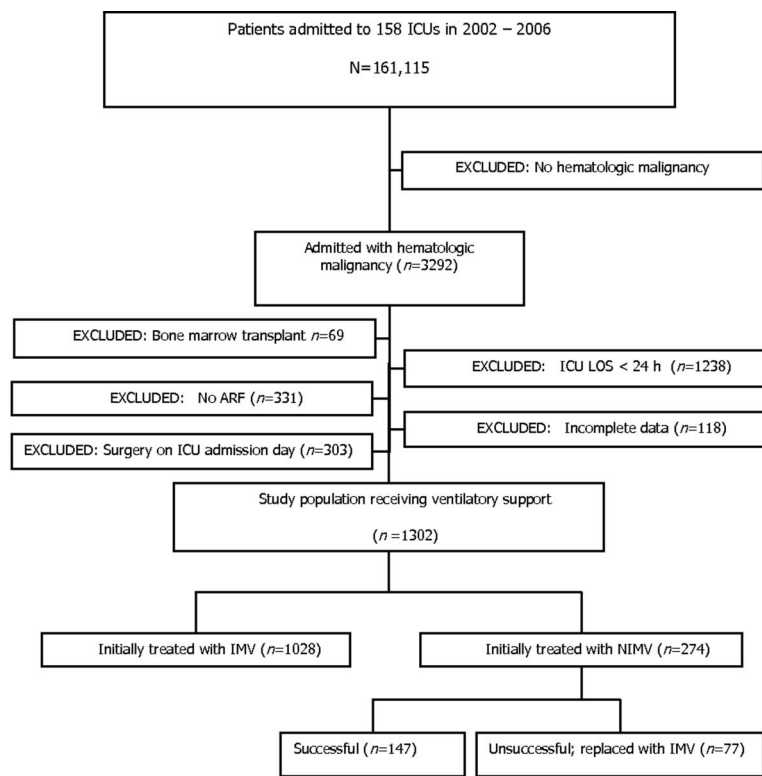 Patients admitted to 158 ICUs in 2002 – 2006
N=161,115
EXCLUDED: No hematologic malignancy
Admitted with hematologic
malignancy (n=3292)
EXCLUDED: Bone marrow transplant n=69
EXCLUDED: ICU LOS < 24 h (n=1238)
EXCLUDED: No ARF (n=331)
EXCLUDED: Incomplete data (n=118)
EXCLUDED: Surgery on ICU admission day (n=303)
Study population receiving ventilatory support
(n =1302)
Initially treated with IMV (n=1028)
Initially treated with NIMV (n=274)
Successful (n=147)
Unsuccessful; replaced with IMV (n=77)